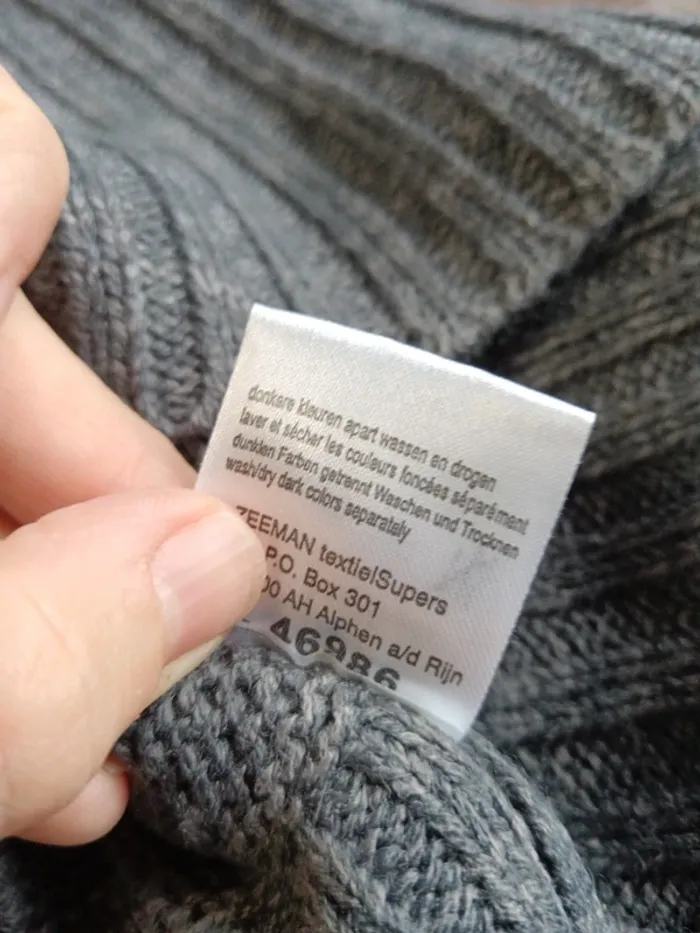 donkere kleuren apart wassen en drogen
laver et sécher les couleurs foncées séparément
dunklen Farben getrennt Waschen und Trocknen
wash/dry dark colors separately
ZEEMAN textielSupers
P.O. Box 301
00 AH Alphen a/d Rijn
46986